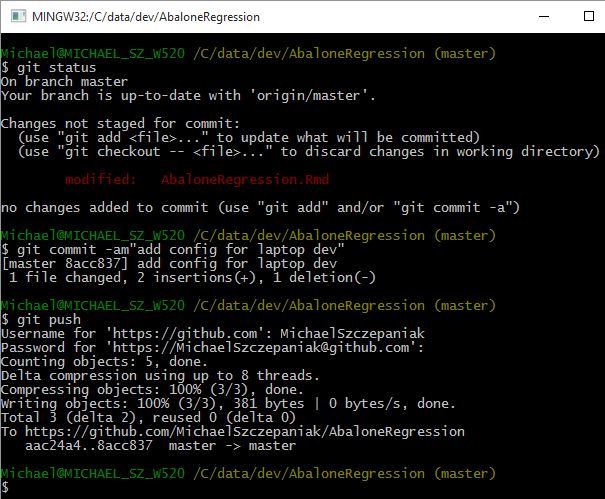 MINGW32:/C/data/dev/AbaloneRegression
Michael@MICHAEL_SZ_W520 /C/data/dev/AbaloneRegression (master)
$ git status
On branch master
Your branch is up-to-date with 'origin/master'.
Changes not staged for commit:
(use "git add <file>..." to update what will be committed)
(use "git checkout -- <file>..." to discard changes in working directory)
modified: AbaloneRegression.Rmd
no changes added to commit (use "git add" and/or "git commit -a")
Michael@MICHAEL_SZ_W520 /C/data/dev/AbaloneRegression (master)
$ git commit -am"add config for laptop dev"
[master 8acc837] add config for laptop dev
1 file changed, 2 insertions(+), 1 deletion(-)
Michael@MICHAEL_SZ_W520 /C/data/dev/AbaloneRegression (master)
$ git push
Username for 'https://github.com': MichaelSzczepaniak
Password for 'https://MichaelSzczepaniak@github.com':
Counting objects: 5, done.
Delta compression using up to 8 threads.
Compressing objects: 100% (3/3), done.
Writing objects: 100% (3/3), 381 bytes | 0 bytes/s, done.
Total 3 (delta 2), reused 0 (delta 0)
To https://github.com/MichaelSzczepaniak/AbaloneRegression
aac24a4..8acc837 master -> master
Michael@MICHAEL_SZ_W520 /C/data/dev/AbaloneRegression (master)
$